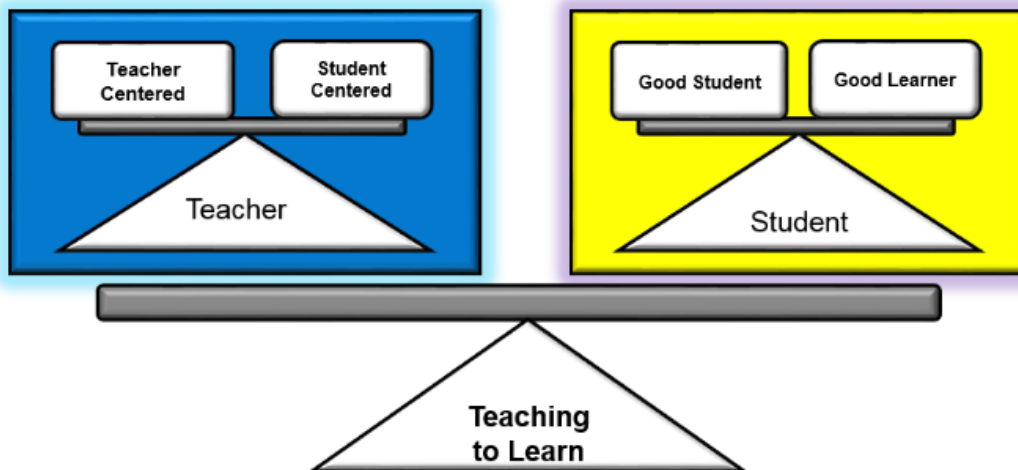 Teacher
Centered
Student
Centered
Teacher
Good Student
Good Learner
Student
Teaching
to Learn